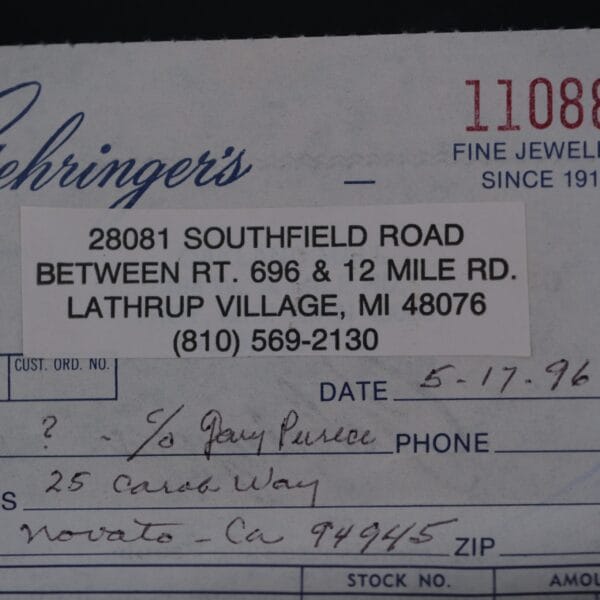 11088
FINE JEWEL
SINCE 191
28081 SOUTHFIELD ROAD
BETWEEN RT. 696 & 12 MILE RD.
LATHRUP VILLAGE, MI 48076
(810) 569-2130
CUST. ORD. NO.
DATE 5-17-96
? - c/o Gary PHONE
S 25 Carob Way
Novato - Ca 94945 ZIP
STOCK NO. AMOU